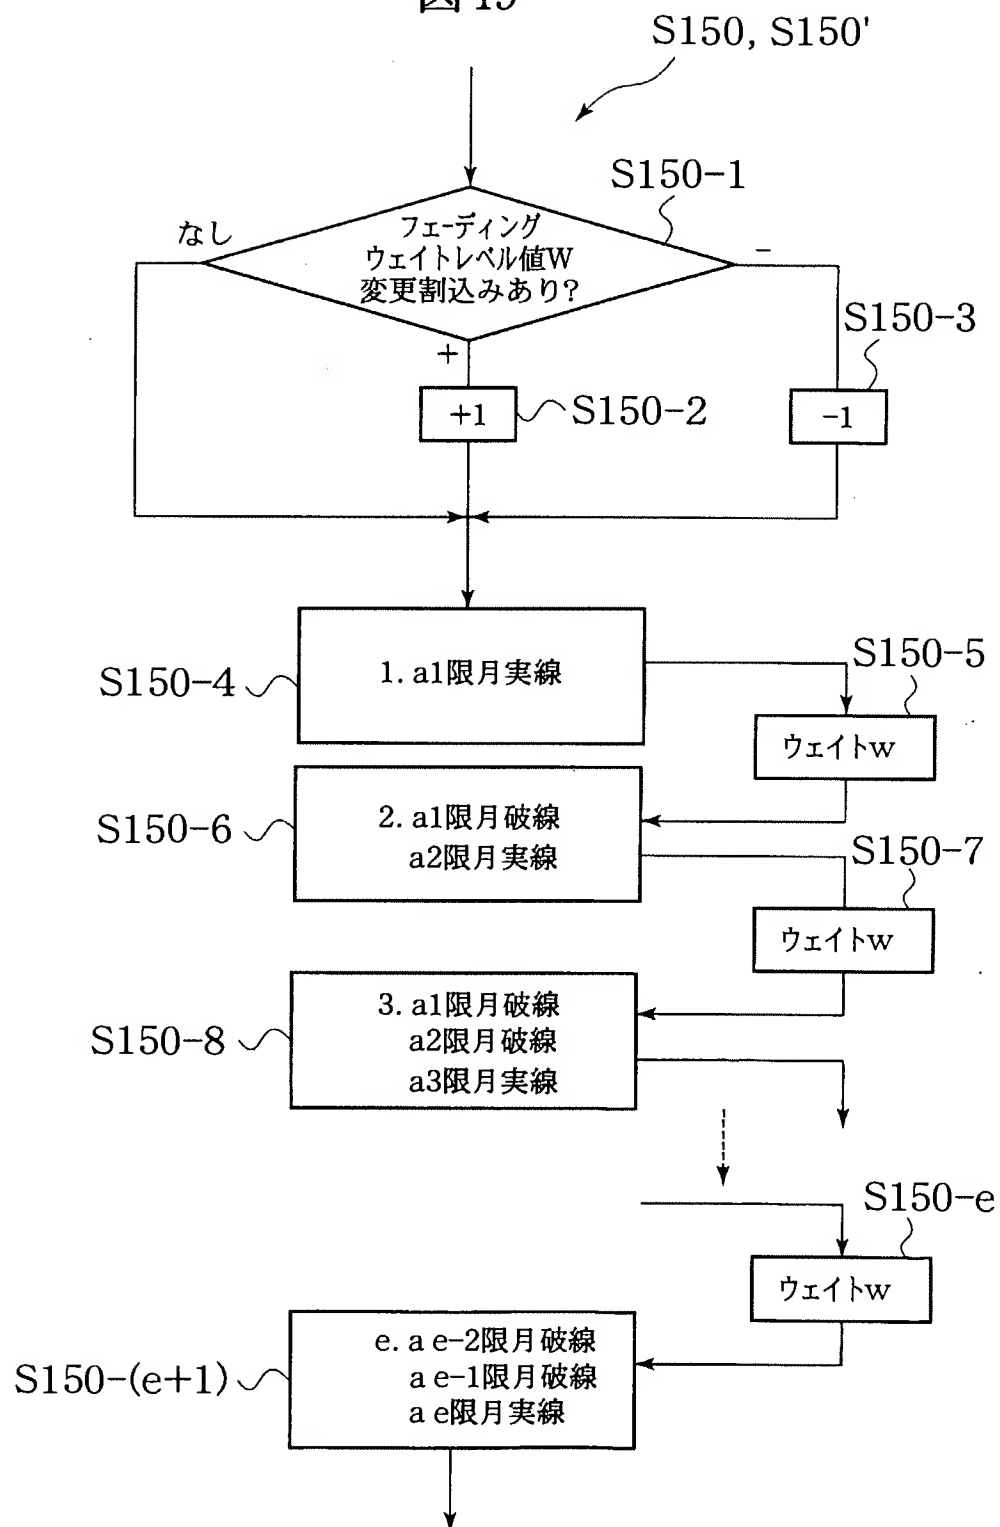 図 19
S150, S150'
S150-1
なし
フェーディング
ウェイトレベル値W
変更割込みあり?
-
+
S150-3
+1
S150-2
-1
S150-4
1. a1限月実線
S150-5
ウェイトw
S150-6
2. a1限月破線
a2限月実線
S150-7
ウェイトw
S150-8
3. a1限月破線
a2限月破線
a3限月実線
S150-e
ウェイトw
S150-(e+1)
e. a e-2限月破線
a e-1限月破線
a e限月実線